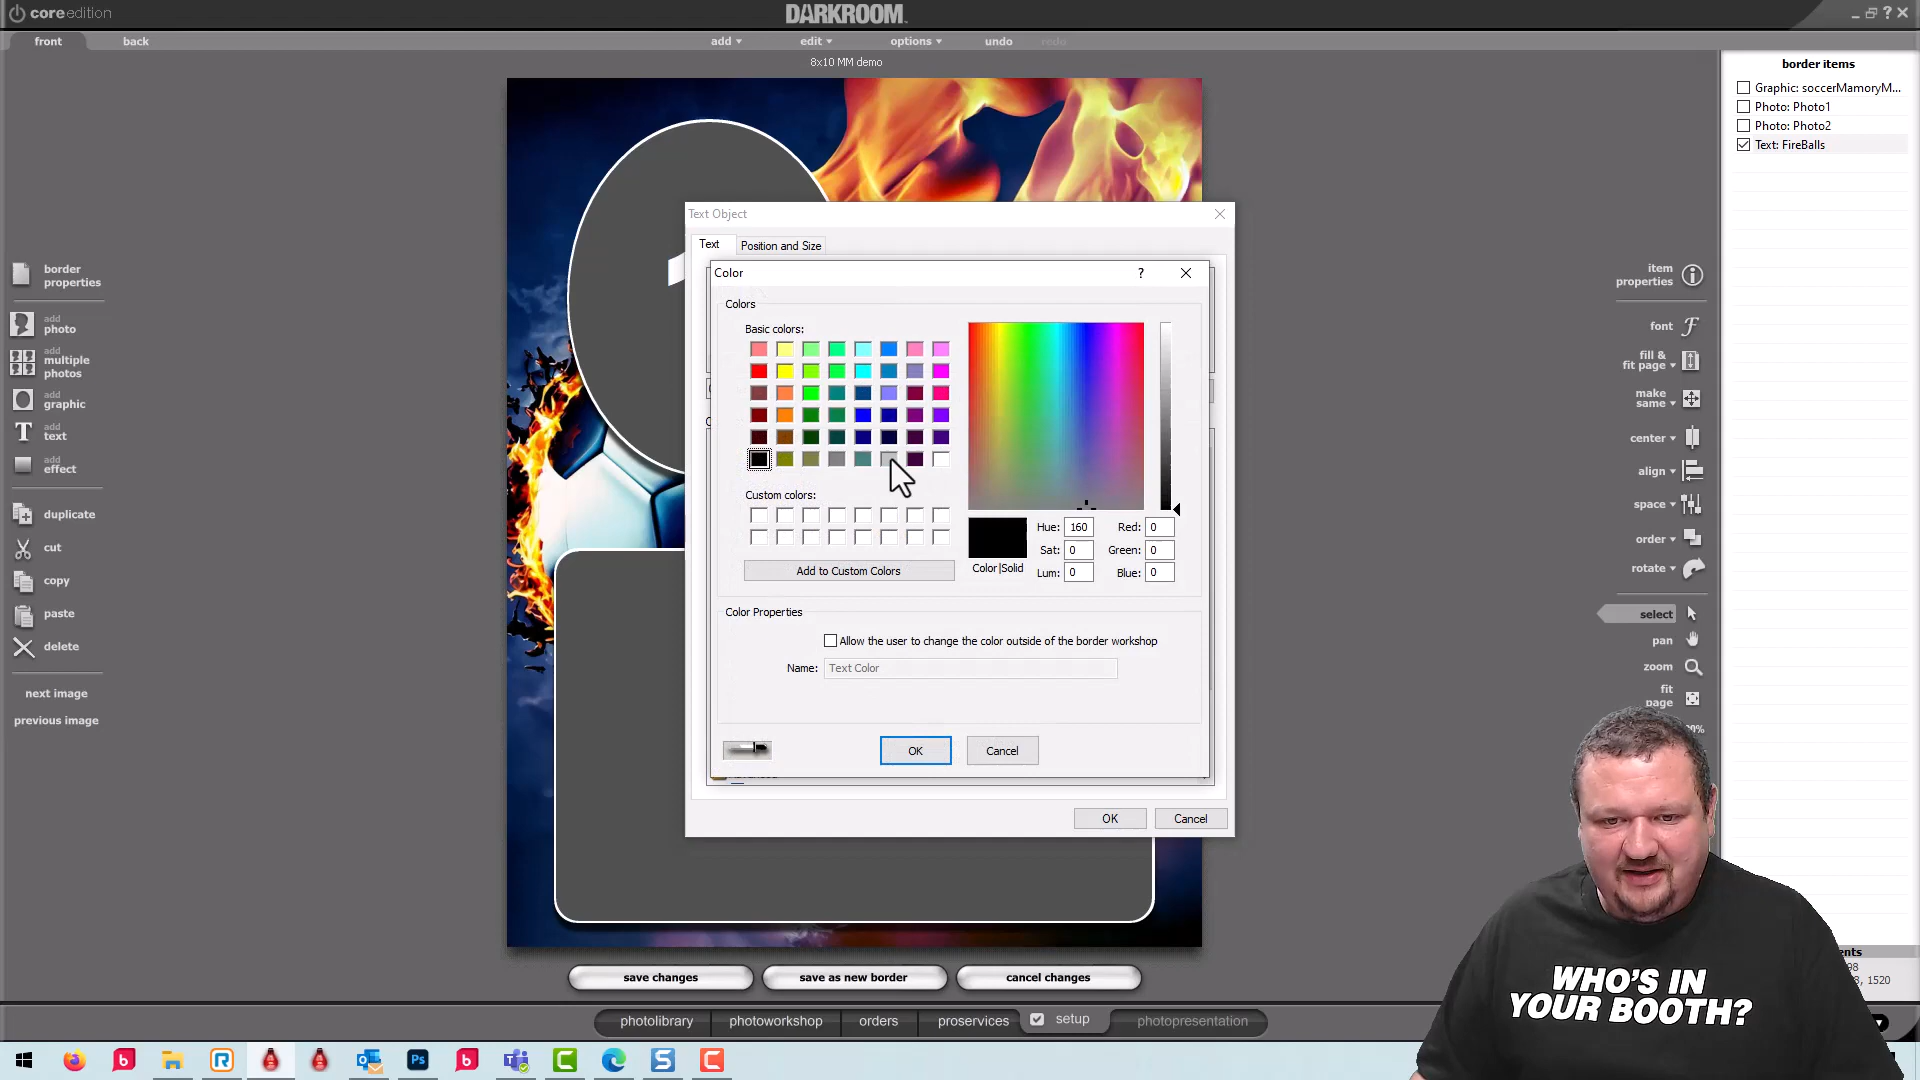 coreedition
DARKROOM
front
back
add
edit
options
undo
redo
8x10 MM demo
border items
Graphic: soccerMamoryM...
Photo: Photo1
Photo: Photo2
Text: FireBalls
border
properties
add
photo
add
multiple
photos
add
graphic
add
text
add
effect
duplicate
cut
copy
paste
delete
next image
previous image
Text Object
Text
Position and Size
Color
?
Colors
Basic colors:
Custom colors:
Add to Custom Colors
Color|Solid
Hue: 160
Sat: 0
Lum: 0
Red: 0
Green: 0
Blue: 0
Color Properties
Allow the user to change the color outside of the border workshop
Name: Text Color
OK
Cancel
OK
Cancel
item
properties
font
fill &
fit page
make
same
center
align
space
order
rotate
select
pan
zoom
fit
page
save changes
save as new border
cancel changes
photolibrary
photoworkshop
orders
proservices
setup
photopresentation
WHO'S IN
YOUR BOOTH?